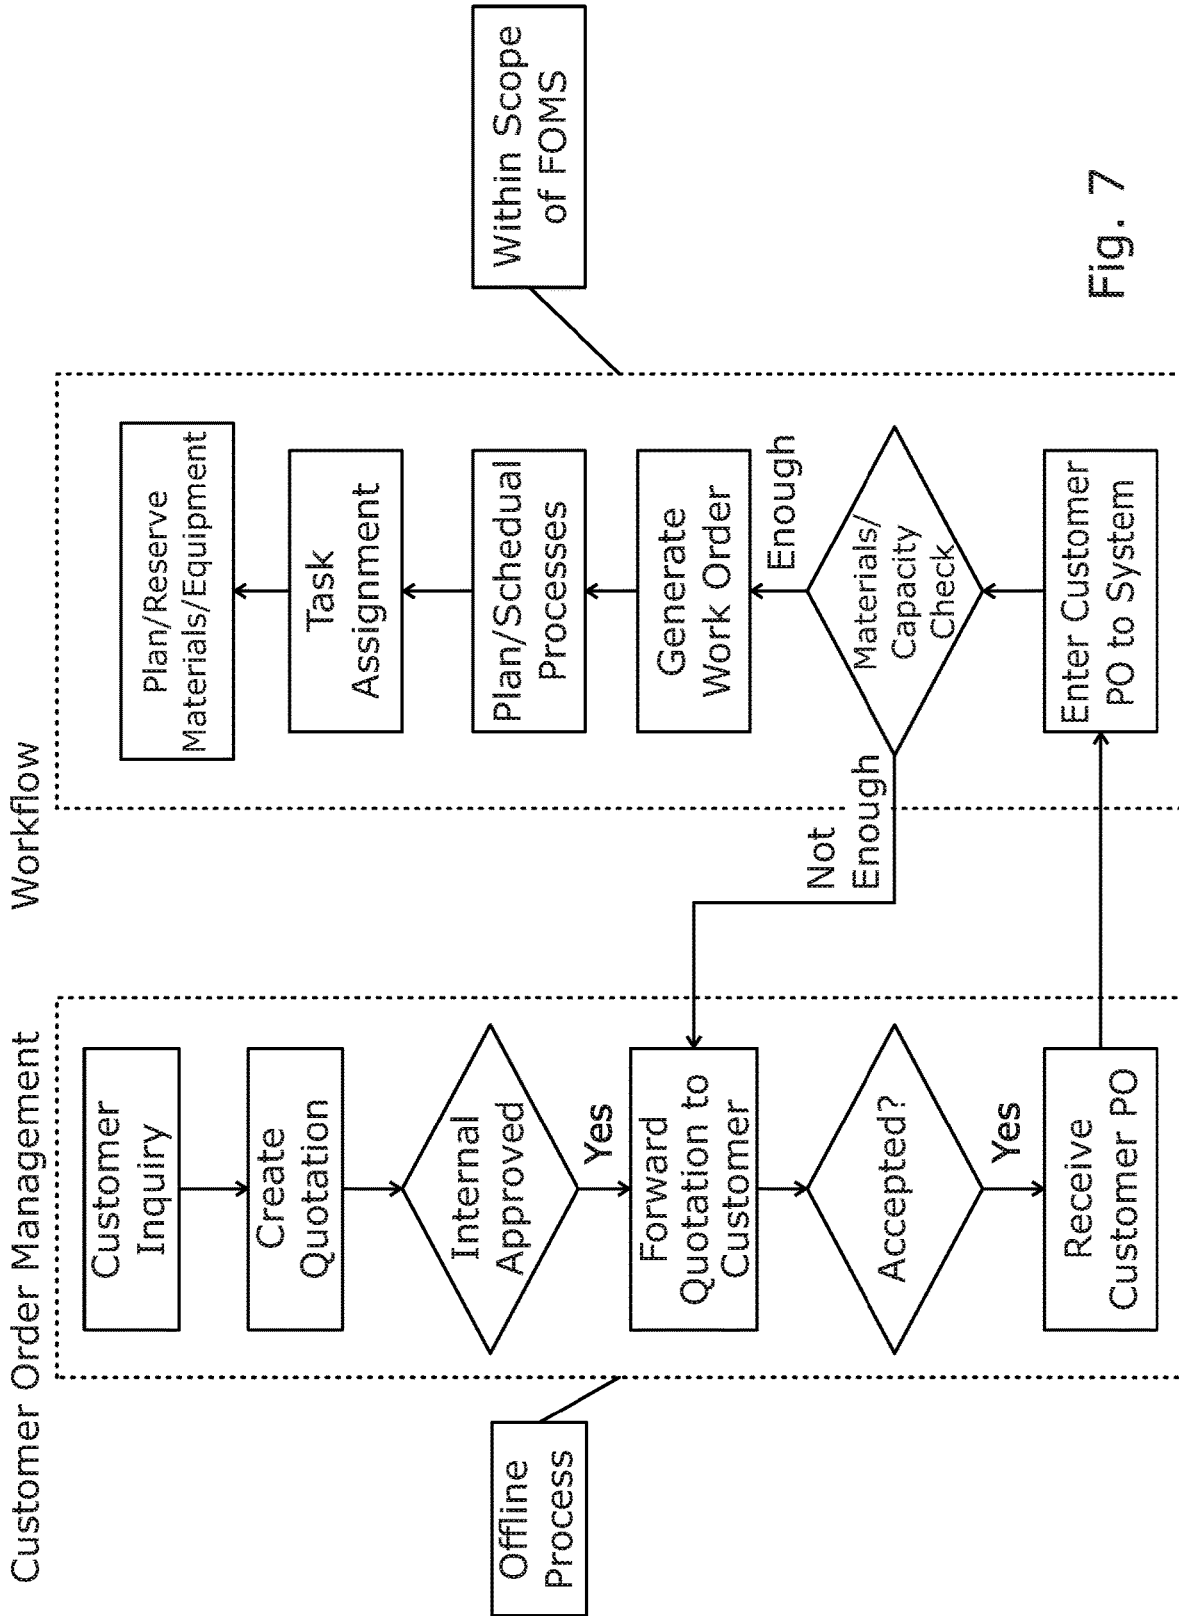 Customer Order Management
Workflow
Customer
Inquiry
Create
Quotation
Internal
Approved
Yes
Forward
Quotation to
Customer
Accepted?
Yes
Receive
Customer PO
Offline
Process
Plan/Reserve
Materials/Equipment
Task
Assignment
Plan/Schedual
Processes
Generate
Work Order
Enough
Materials/
Capacity
Check
Not
Enough
Enter Customer
PO to System
Within Scope
of FOMS
Fig. 7